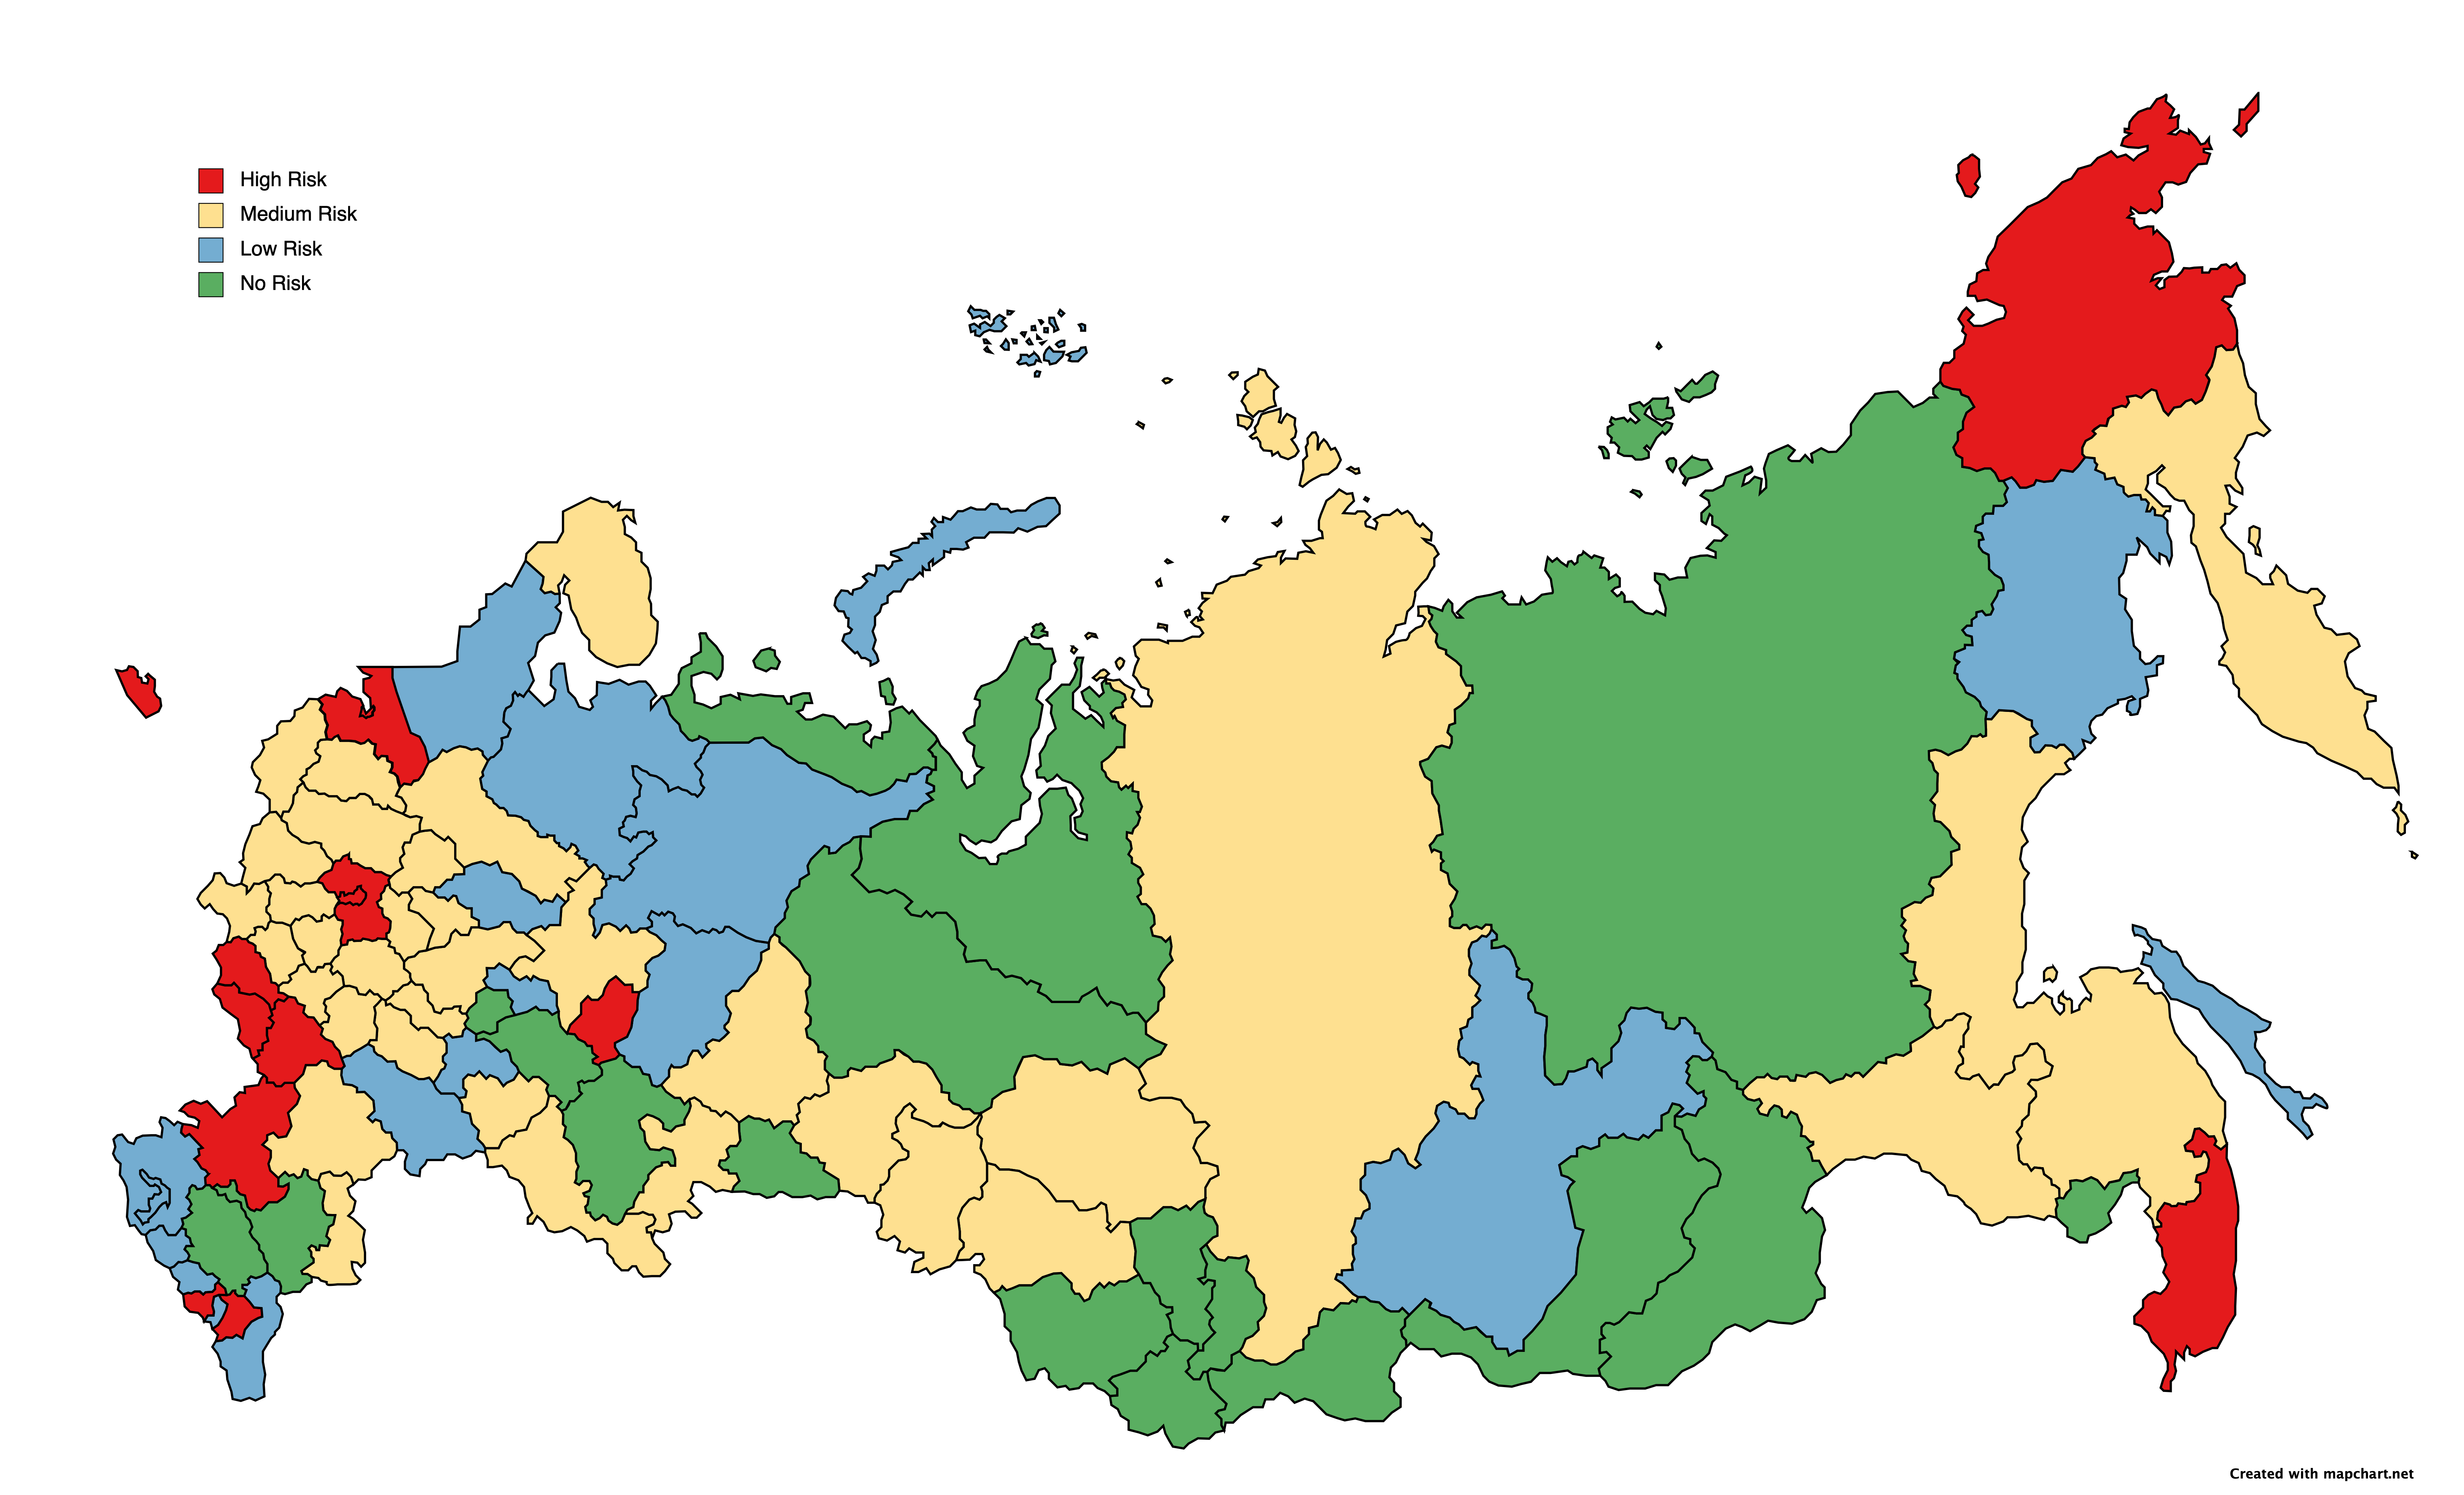 High Risk
Medium Risk
Low Risk
No Risk
Created with mapchart.net